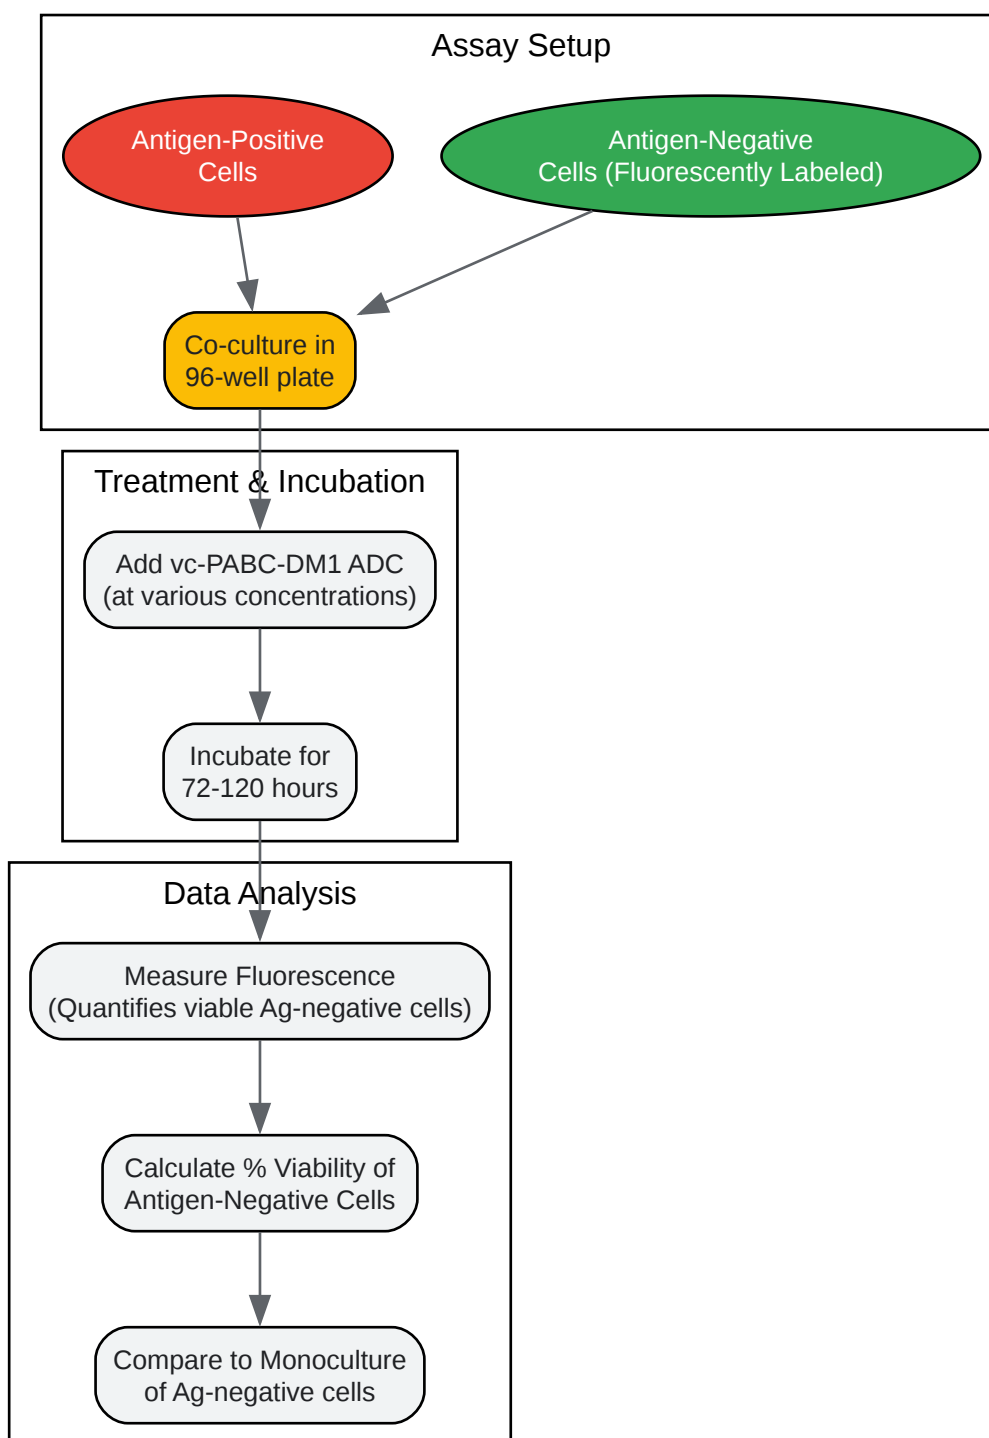 Assay Setup
Antigen-Positive
Cells
Antigen-Negative
Cells (Fluorescently Labeled)
Co-culture in
96-well plate
Treatment & Incubation
Add vc-PABC-DM1 ADC
(at various concentrations)
Incubate for
72-120 hours
Data Analysis
Measure Fluorescence
(Quantifies viable Ag-negative cells)
Calculate % Viability of
Antigen-Negative Cells
Compare to Monoculture
of Ag-negative cells